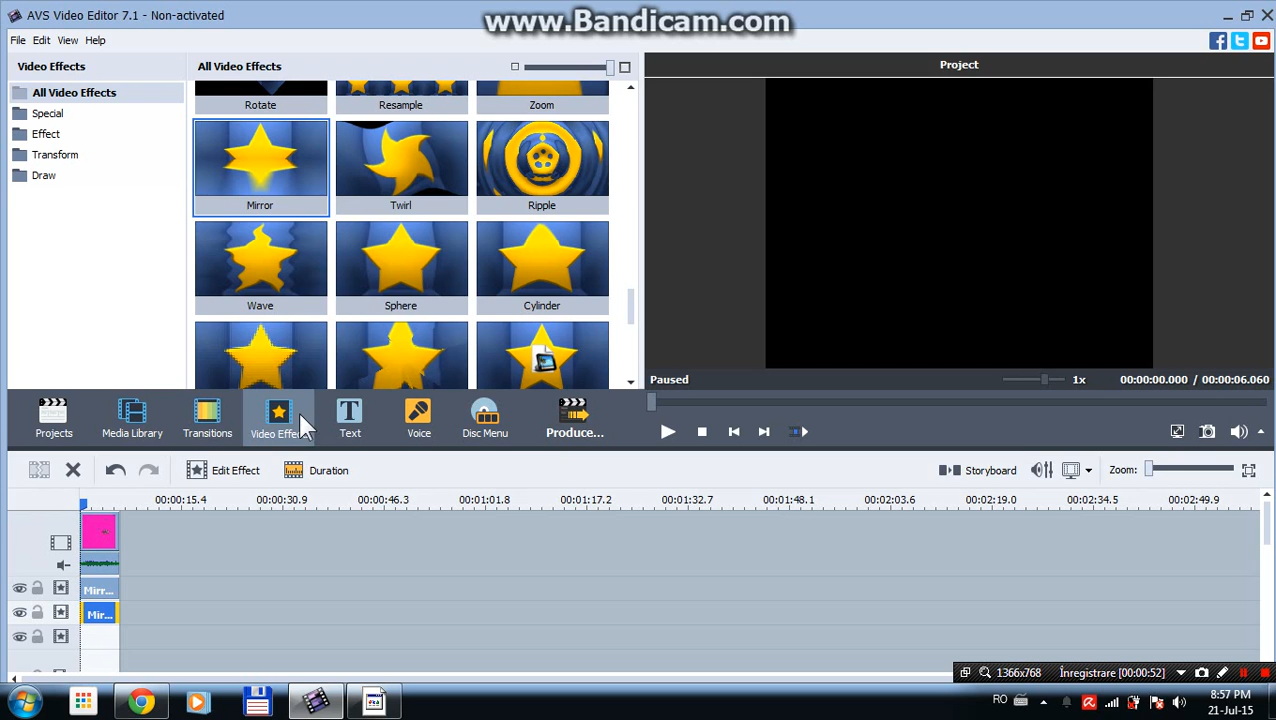 AVS Video Editor 7.1 - Non-activated
www.Bandicam.com
File Edit View Help
Video Effects
All Video Effects
Project
All Video Effects
Special
Effect
Transform
Draw
Rotate Resample Zoom
Mirror Twirl Ripple
Wave Sphere Cylinder
Paused 1x 00:00:00.000 / 00:00:06.060
Projects Media Library Transitions Video Effe Text Voice Disc Menu Produce...
Edit Effect Duration Storyboard Zoom:
00:00:15.4 00:00:30.9 00:00:46.3 00:01:01.8 00:01:17.2 00:01:32.7 00:01:48.1 00:02:03.6 00:02:19.0 00:02:34.5 00:02:49.9
Mirr...
Mir...
1366x768 Înregistrare [00:00:52]
RO 8:57 PM
21-Jul-15